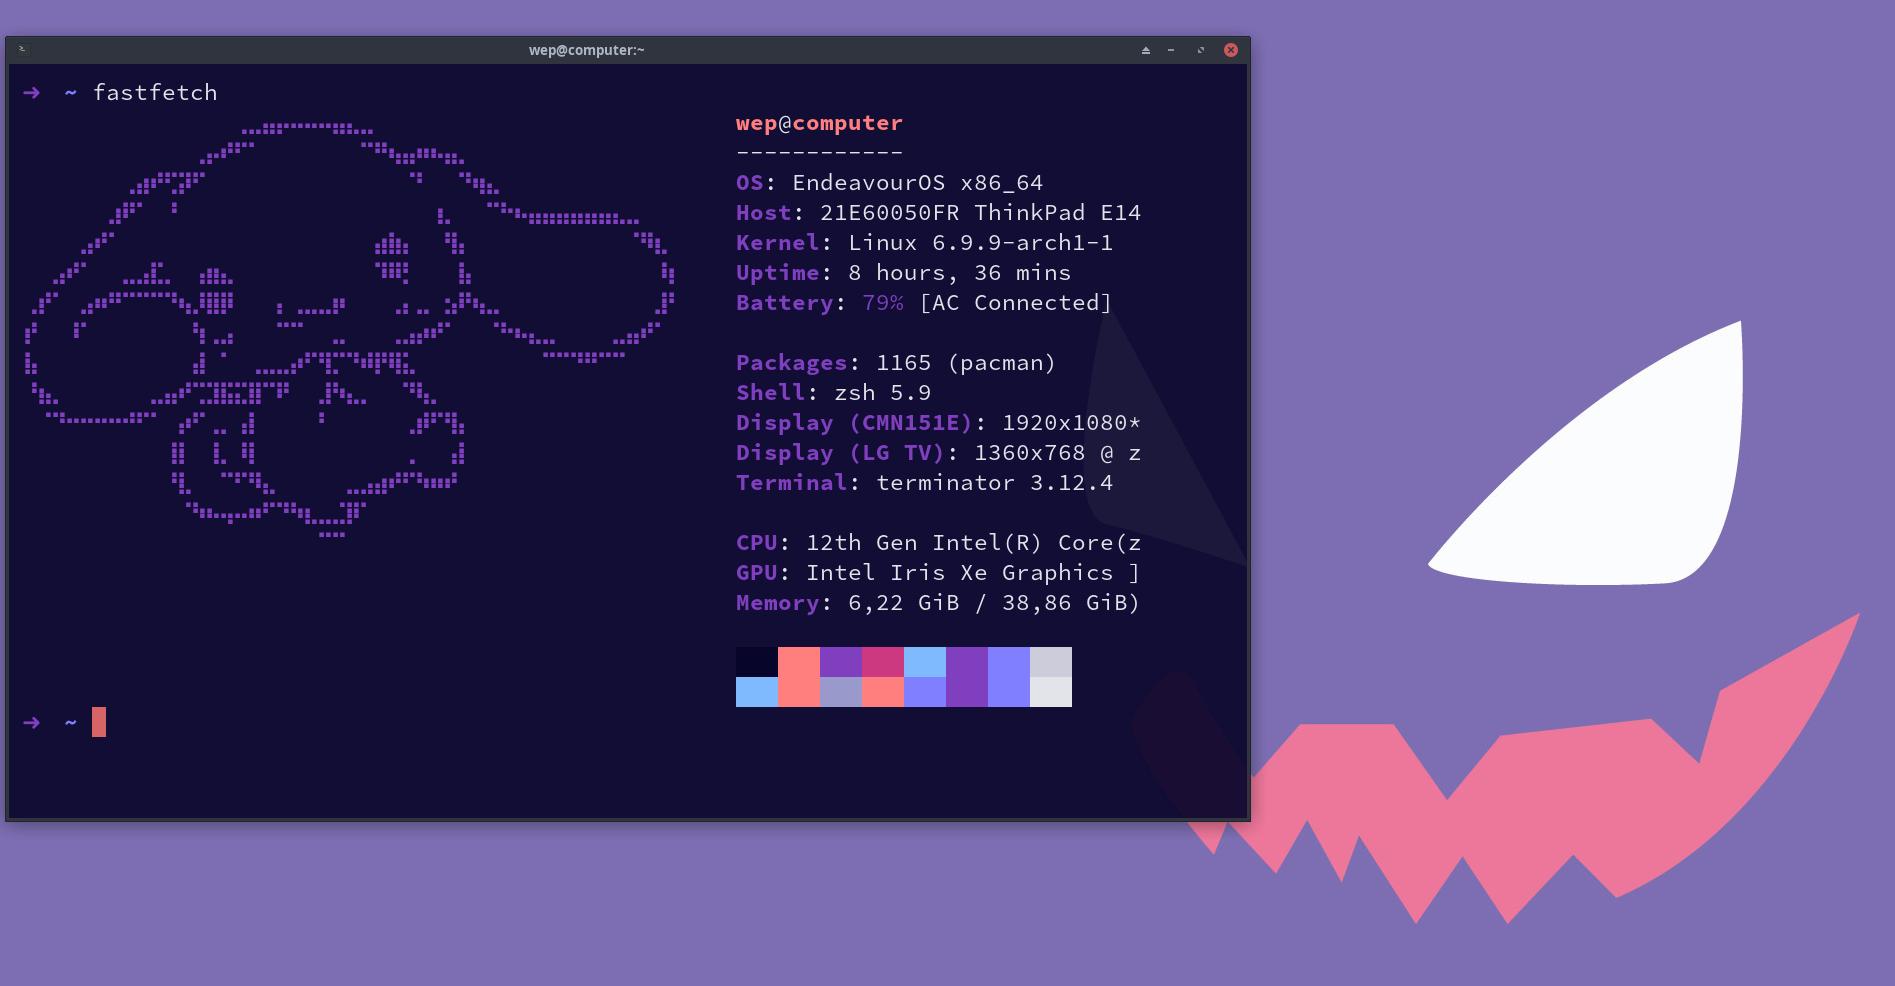 wep@computer:~
➜ ~ fastfetch
wep@computer
------------
OS: EndeavourOS x86_64
Host: 21E60050FR ThinkPad E14
Kernel: Linux 6.9.9-arch1-1
Uptime: 8 hours, 36 mins
Battery: 79% [AC Connected]
Packages: 1165 (pacman)
Shell: zsh 5.9
Display (CMN151E): 1920x1080*
Display (LG TV): 1360x768 @ z
Terminal: terminator 3.12.4
CPU: 12th Gen Intel(R) Core(z
GPU: Intel Iris Xe Graphics ]
Memory: 6,22 GiB / 38,86 GiB)
➜ ~